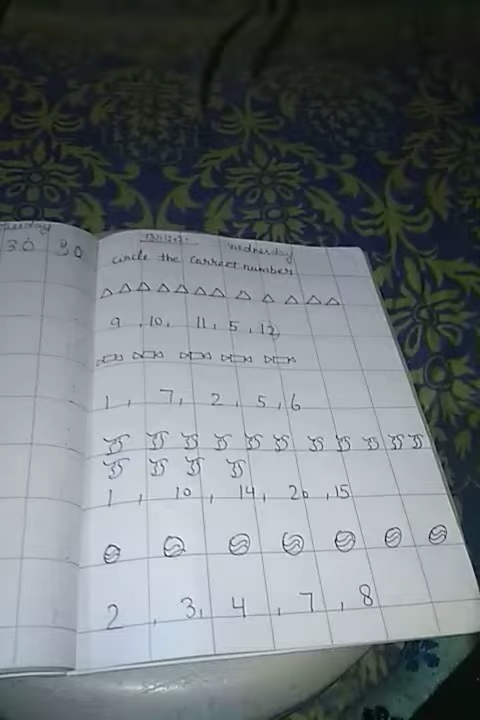 Tuesday
30 30
Wednesday
circle the correct number
9, 10, 11, 5, 12
1, 7, 2, 5, 6
1, 10, 14, 20, 15
2, 3, 4, 7, 8